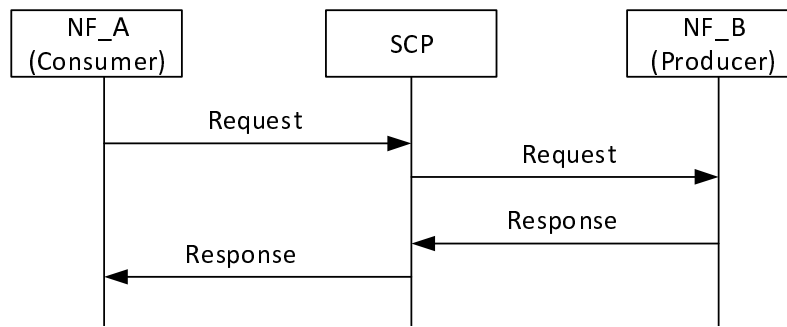 NF_A
(Consumer)
SCP
NF_B
(Producer)
Request
Request
Response
Response